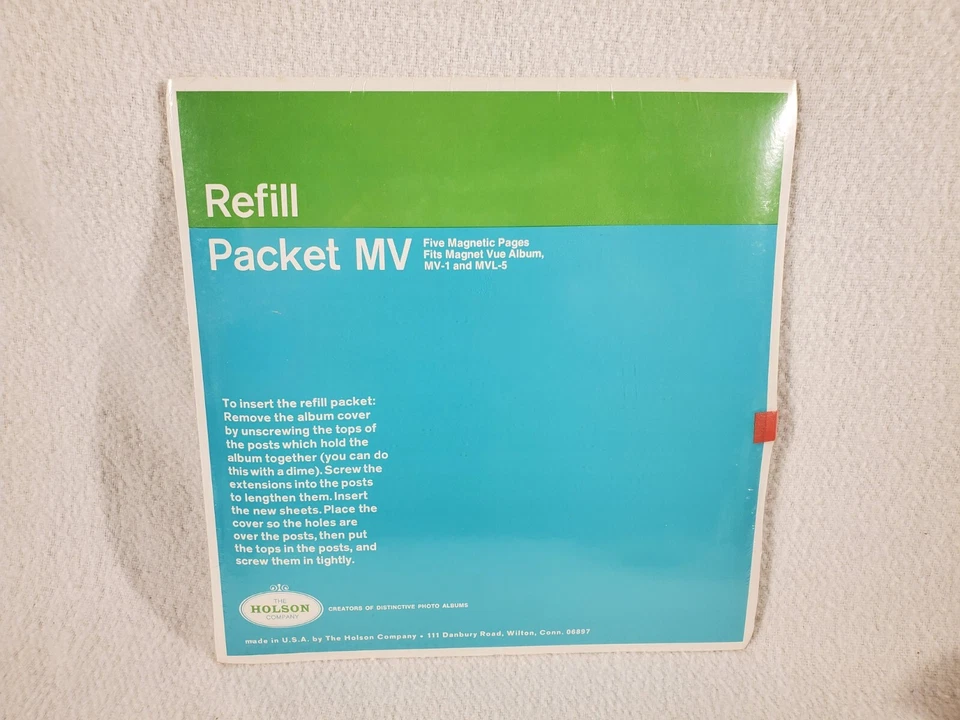 Refill
Packet MV
Five Magnetic Pages
Fits Magnet Vue Album,
MV-1 and MVL-5
To insert the refill packet:
Remove the album cover
by unscrewing the tops of
the posts which hold the
album together (you can do
this with a dime). Screw the
extensions into the posts
to lengthen them. Insert
the new sheets. Place the
cover so the holes are
over the posts, then put
the tops in the posts, and
screw them in tightly.
THE
HOLSON
COMPANY
CREATORS OF DISTINCTIVE PHOTO ALBUMS
made in U.S.A. by The Holson Company • 111 Danbury Road, Wilton, Conn. 06897